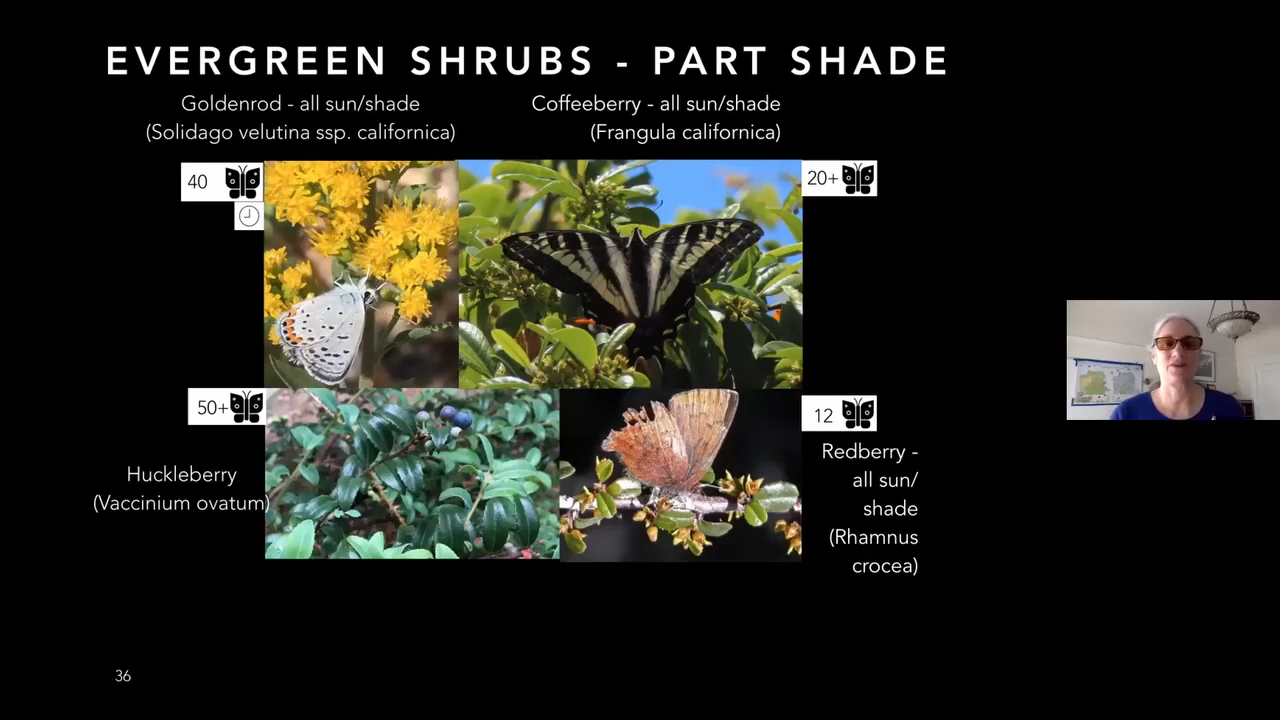 EVERGREEN SHRUBS - PART SHADE
Goldenrod - all sun/shade
(Solidago velutina ssp. californica)
Coffeeberry - all sun/shade
(Frangula californica)
40
20+
50+
12
Huckleberry
(Vaccinium ovatum)
Redberry -
all sun/
shade
(Rhamnus
crocea)
36